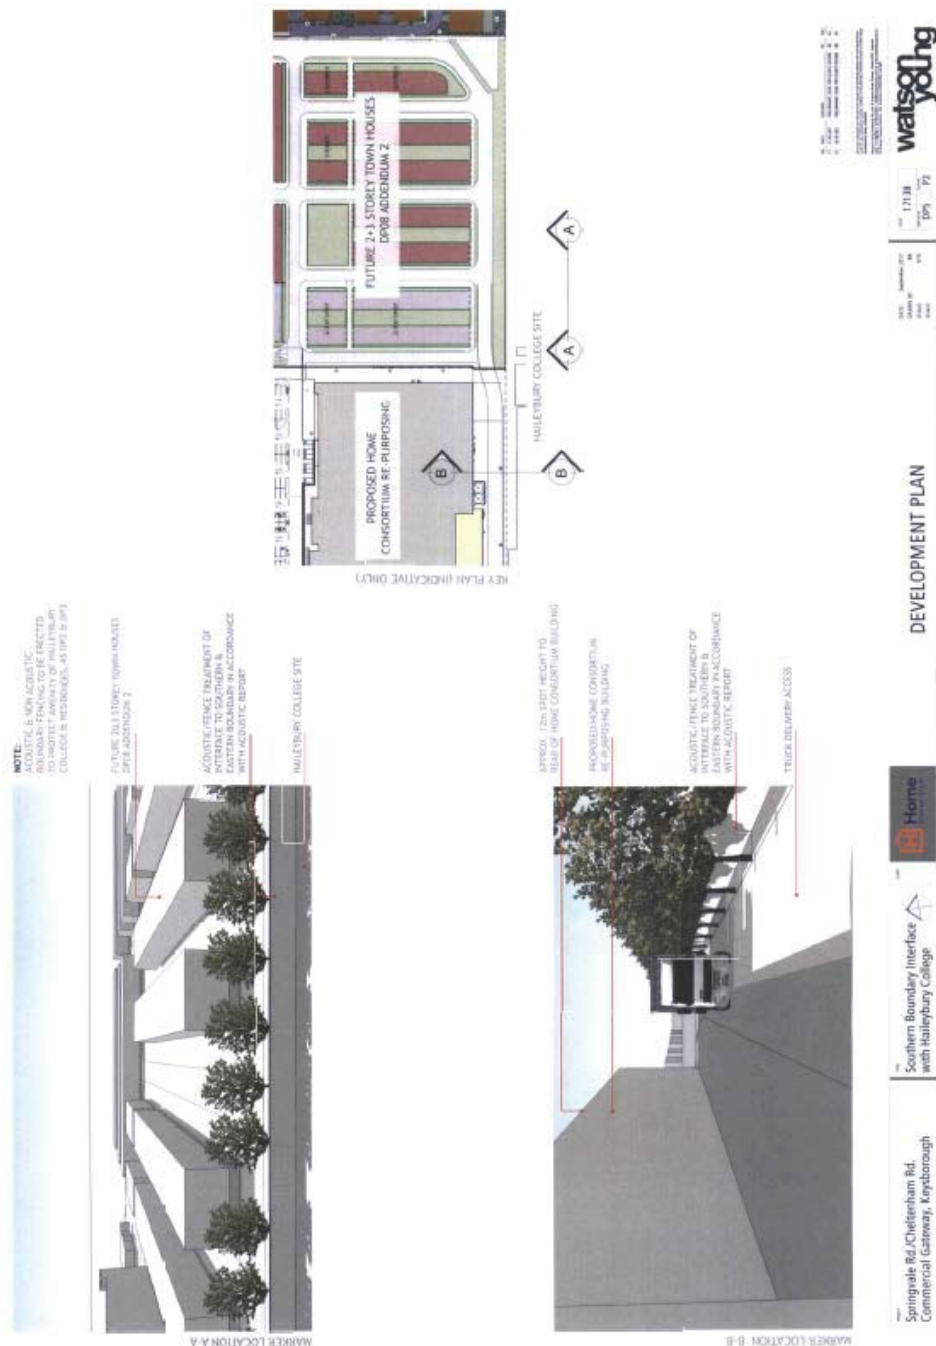 NOTE:
ACOUSTIC & NON ACOUSTIC
BOUNDARY FENCING TO BE ERECTED
TO PROTECT AMENITY OF HAILEYBURY
COLLEGE & RESIDENCES, AS DP2 & DP3
FUTURE 2&3 STOREY TOWN HOUSES
DP08 ADDENDUM 2
ACOUSTIC/FENCE TREATMENT OF
INTERFACE TO SOUTHERN &
EASTERN BOUNDARY IN ACCORDANCE
WITH ACOUSTIC REPORT
HAILEYBURY COLLEGE SITE
MARKER LOCATION A-A
APPROX. 12m SPOT HEIGHT TO
REAR OF HOME CONSORTIUM BUILDING
PROPOSED HOME CONSORTIUM
RE-PURPOSING BUILDING
ACOUSTIC/FENCE TREATMENT OF
INTERFACE TO SOUTHERN &
EASTERN BOUNDARY IN ACCORDANCE
WITH ACOUSTIC REPORT
TRUCK DELIVERY ACCESS
MARKER LOCATION B-B
KEY PLAN (INDICATIVE ONLY)
PROPOSED HOME
CONSORTIUM RE-PURPOSING
FUTURE 2+3 STOREY TOWN HOUSES
DP08 ADDENDUM 2
HAILEYBURY COLLEGE SITE
A
A
B
B
Springvale Rd./Cheltenham Rd.
Commercial Gateway, Keysborough
Southern Boundary Interface
with Haileybury College
Home
DEVELOPMENT PLAN
17138
DP5
P2
watson
young